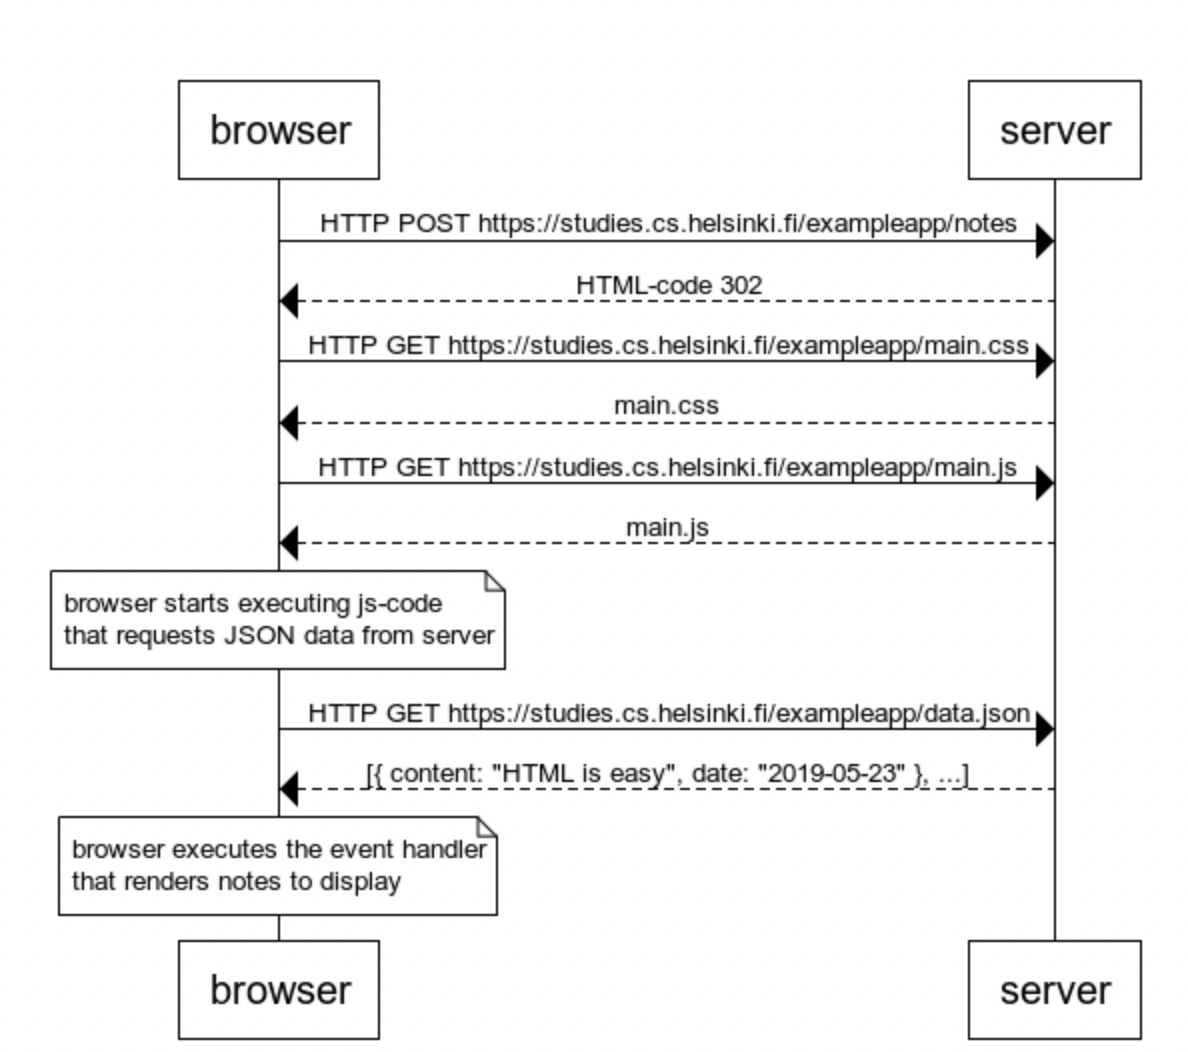 browser
server
HTTP POST https://studies.cs.helsinki.fi/exampleapp/notes
HTML-code 302
HTTP GET https://studies.cs.helsinki.fi/exampleapp/main.css
main.css
HTTP GET https://studies.cs.helsinki.fi/exampleapp/main.js
main.js
browser starts executing js-code
that requests JSON data from server
HTTP GET https://studies.cs.helsinki.fi/exampleapp/data.json
[{ content: "HTML is easy", date: "2019-05-23" }, ...]
browser executes the event handler
that renders notes to display
browser
server